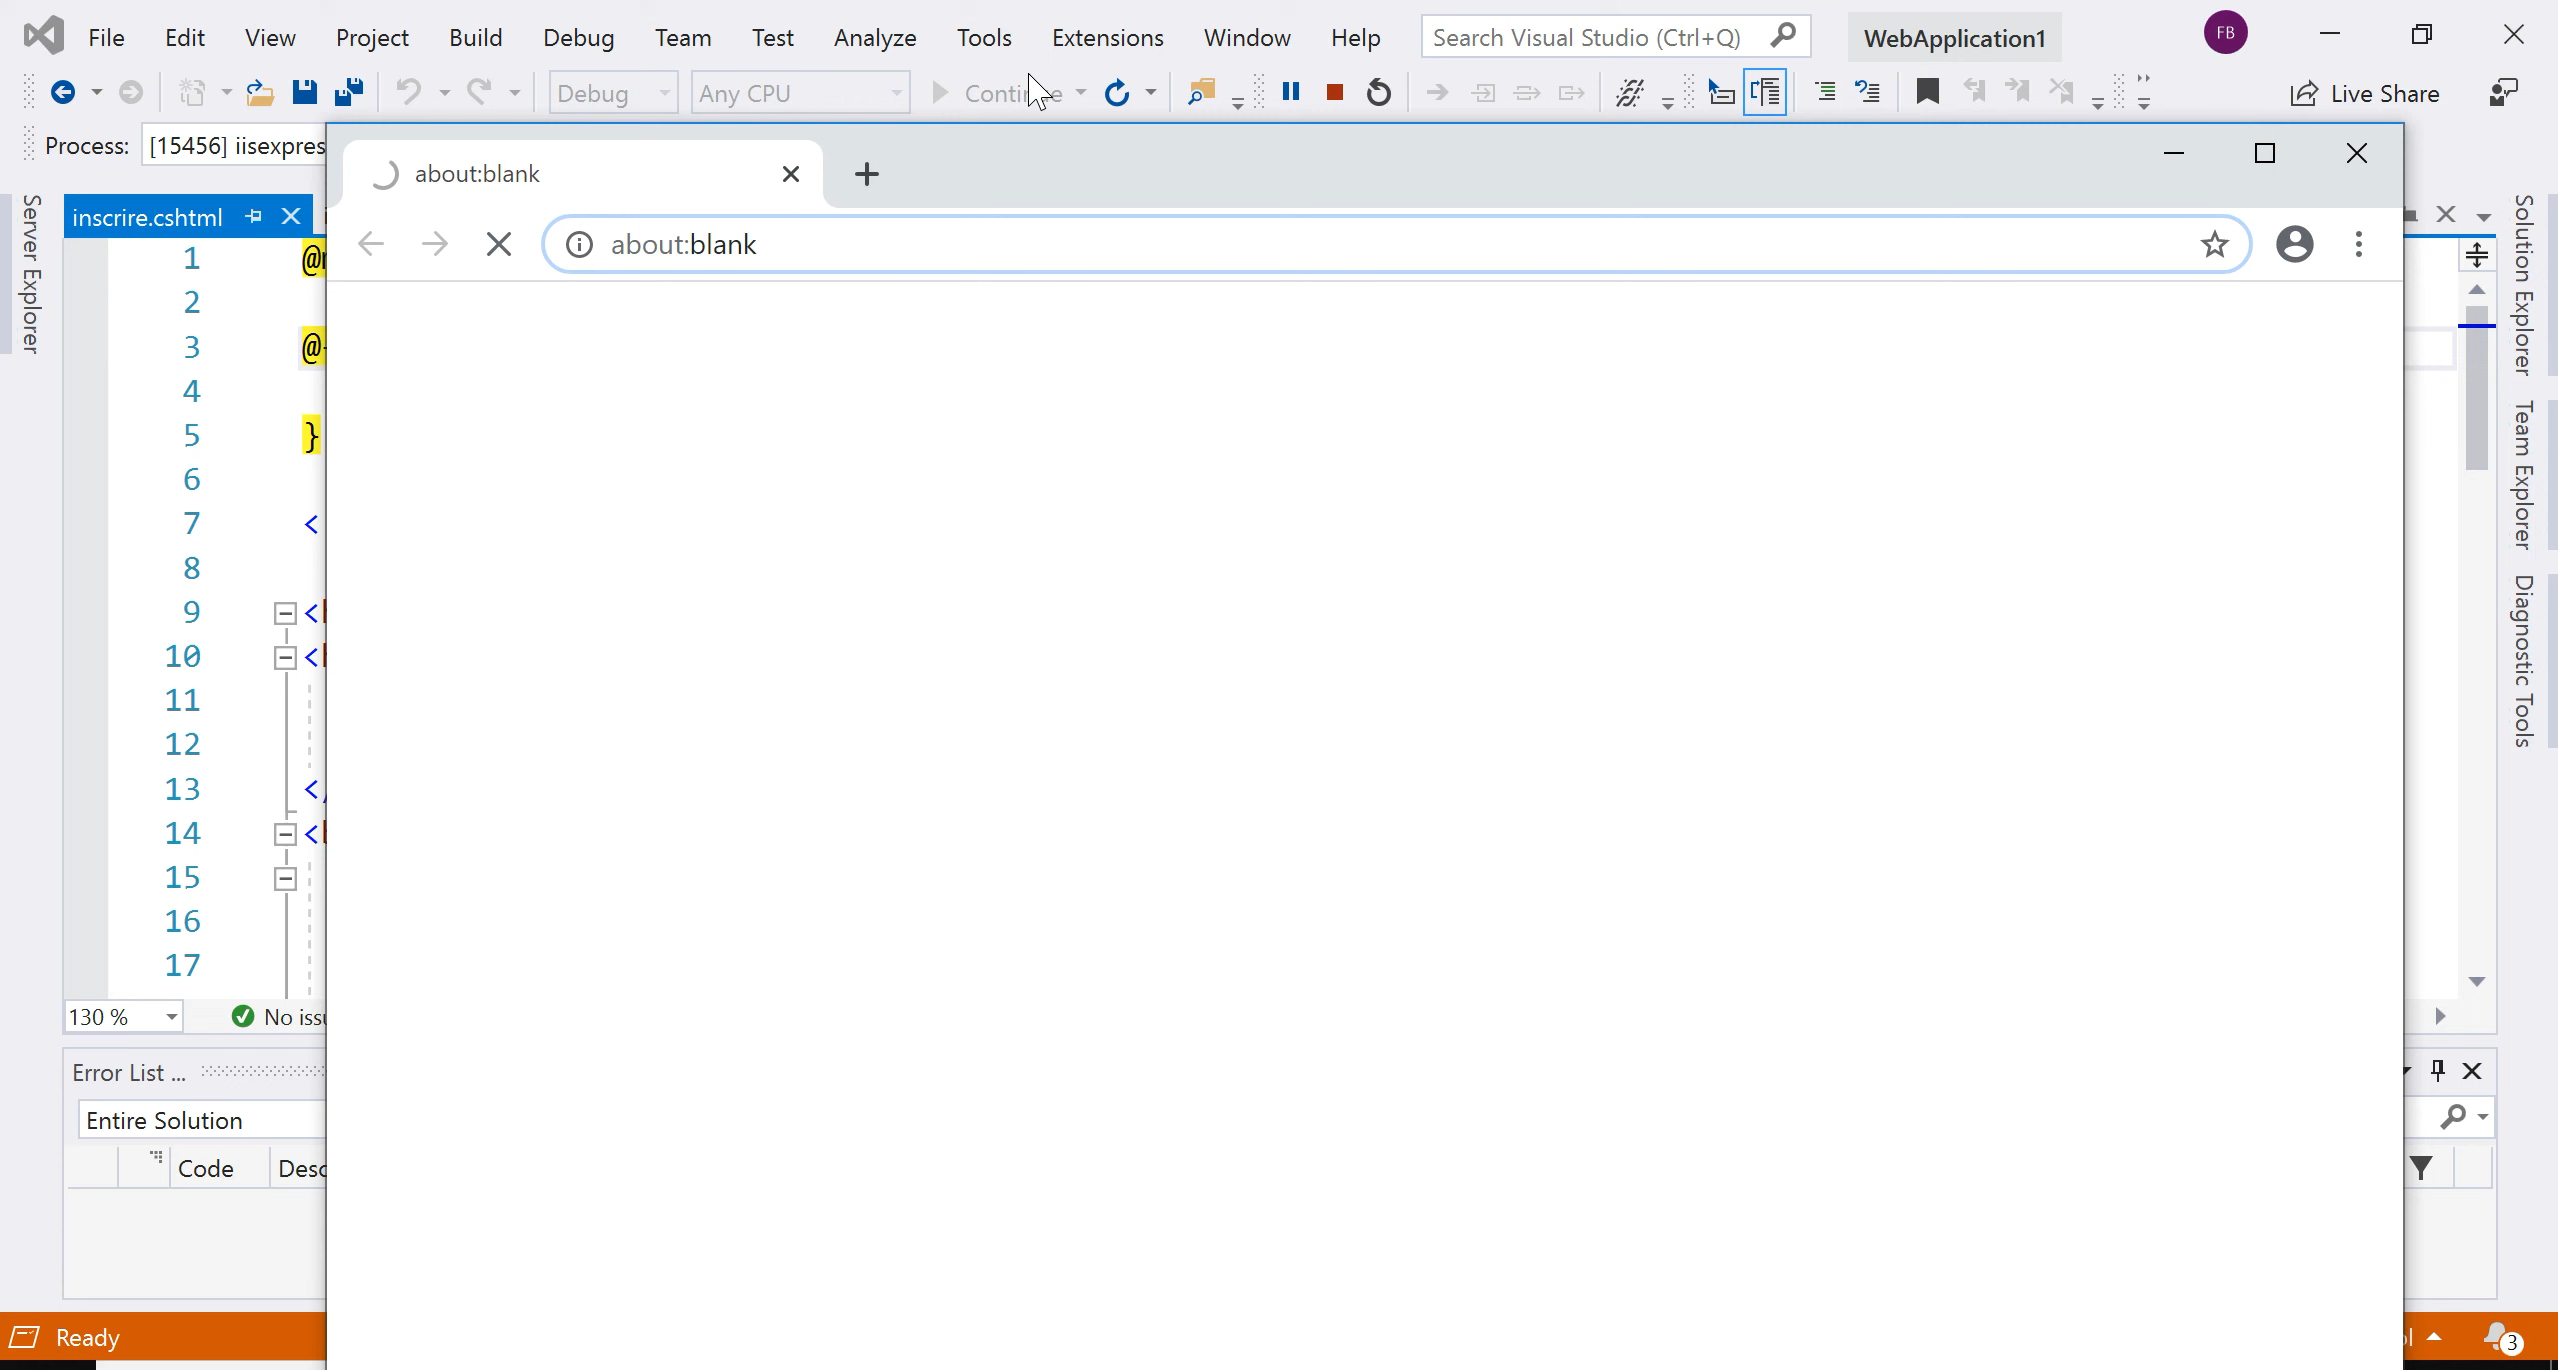 File Edit View Project Build Debug Team Test Analyze Tools Extensions Window Help Search Visual Studio (Ctrl+Q) WebApplication1 FB
Debug Any CPU Live Share
Process: [15456] iisexpres
about:blank
about:blank
inscrire.cshtml
Server Explorer
Solution Explorer
Team Explorer
Diagnostic Tools
1 @
2
3 @
4
5 }
6
7 <
8
9 <
10 <
11
12
13 </
14 <
15
16
17
130 % No issu
Error List ...
Entire Solution
Code Desc
Ready
3